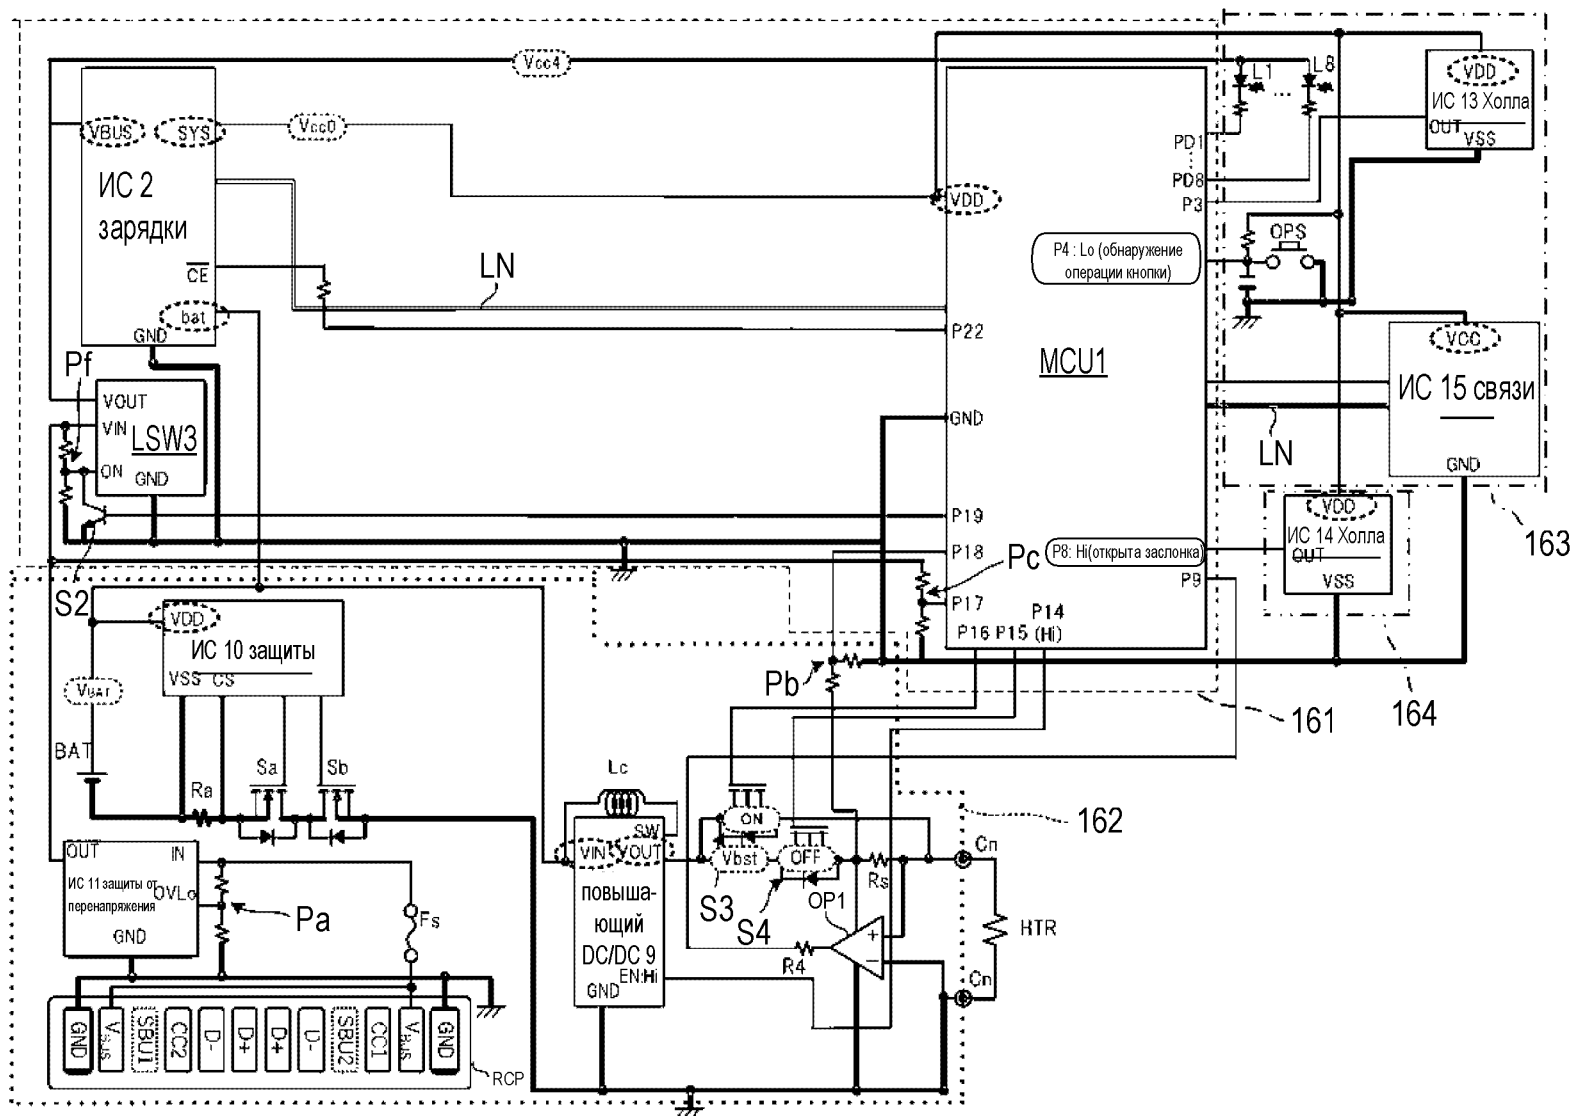 Vcc4
VBUS
SYS
Vcc0
ИС 2
зарядки
CE
bat
GND
LN
Pf
VOUT
VIN
LSW3
ON
GND
S2
VDD
PD1
PD8
P3
P4 : Lo (обнаружение
операции кнопки)
P22
MCU1
GND
P19
P18
P8: Hi(открыта заслонка)
P9
P17
P16
P15
P14
(Hi)
Pc
Pb
L1
...
L8
VDD
ИС 13 Холла
OUT
VSS
OPS
VCC
ИС 15 связи
GND
LN
VDD
ИС 14 Холла
OUT
VSS
163
164
161
162
VDD
ИС 10 защиты
VSS
CS
VBAT
BAT
Ra
Sa
Sb
OUT
IN
ИС 11 защиты от
перенапряжения
OVLo
GND
Pa
Fs
GND
VBUS
SBU1
CC2
D-
D+
D+
D-
SBU2
CC1
VBUS
GND
RCP
Lc
SW
VIN
VOUT
повыша-
ющий
DC/DC 9
EN:Hi
GND
ON
Vbst
OFF
S3
S4
OP1
Rs
R4
+
−
Cn
HTR
Cn